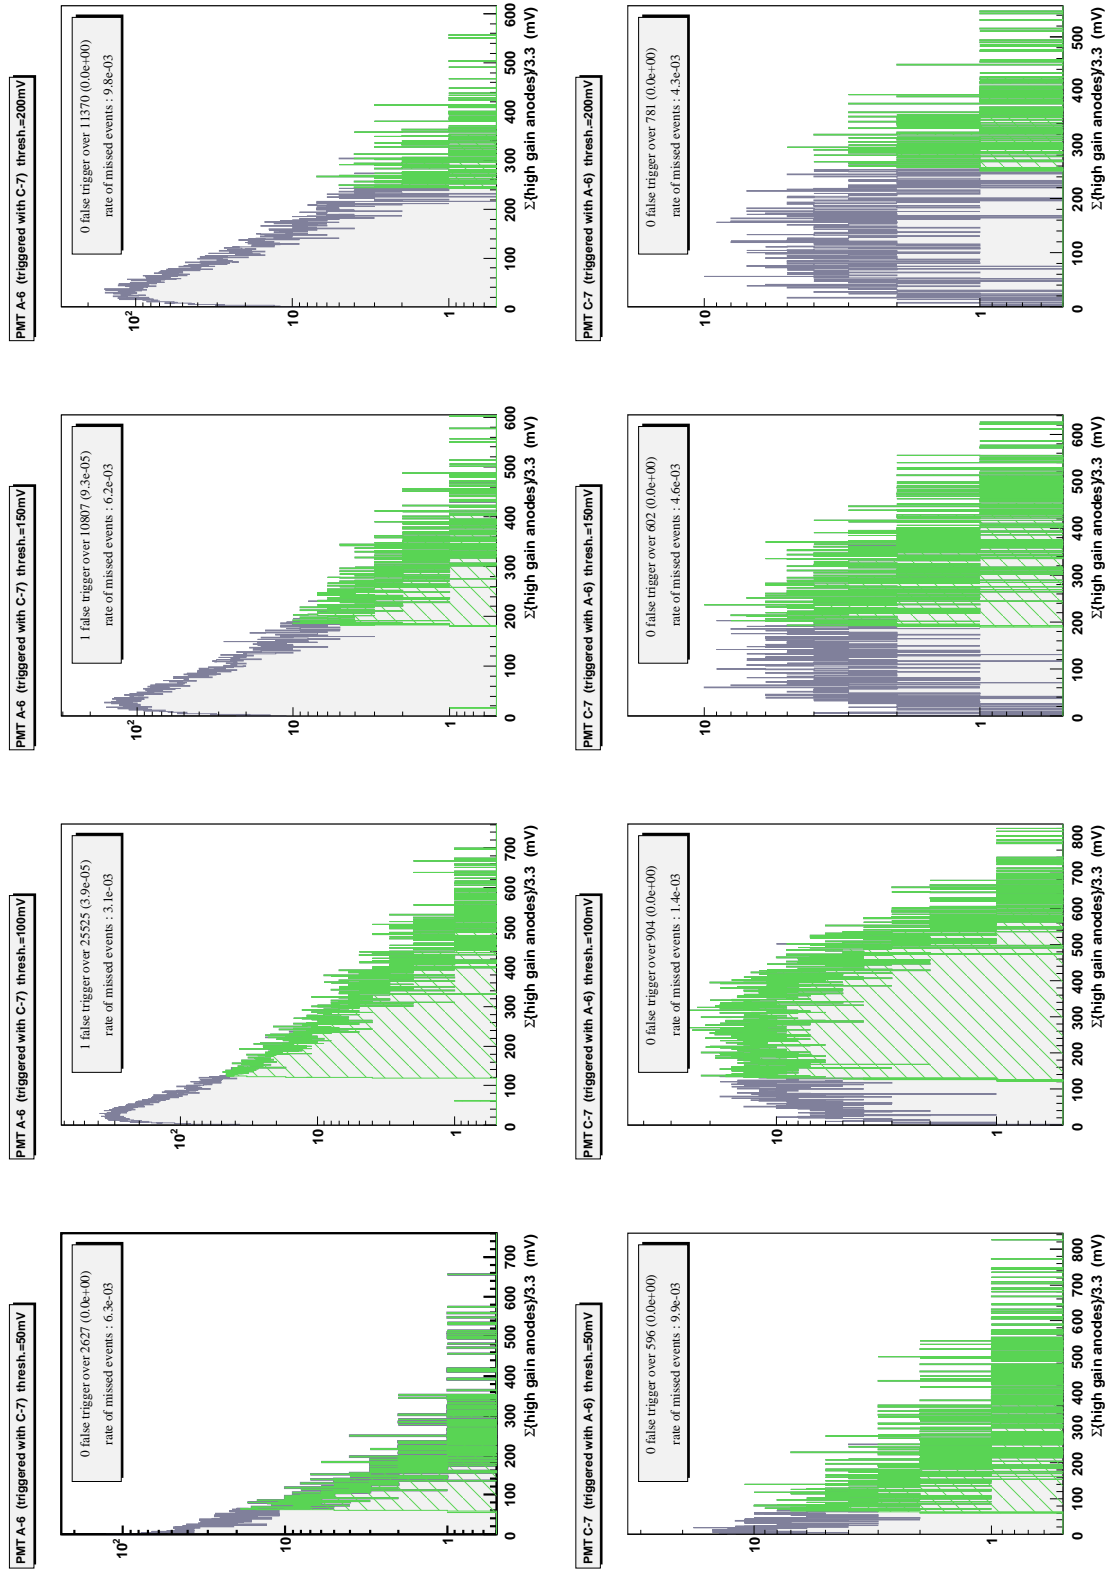 PMT A-6 (triggered with C-7) thresh.=50mV
0 false trigger over 2627 (0.0e+00)
rate of missed events : 6.3e-03
10²
10
1
0 100 200 300 400 500 600 700
Σ{high gain anodes}/3.3 (mV)
PMT A-6 (triggered with C-7) thresh.=100mV
1 false trigger over 25525 (3.9e-05)
rate of missed events : 3.1e-03
10²
10
1
0 100 200 300 400 500 600 700
Σ{high gain anodes}/3.3 (mV)
PMT A-6 (triggered with C-7) thresh.=150mV
1 false trigger over 10807 (9.3e-05)
rate of missed events : 6.2e-03
10²
10
1
0 100 200 300 400 500 600
Σ{high gain anodes}/3.3 (mV)
PMT A-6 (triggered with C-7) thresh.=200mV
0 false trigger over 11370 (0.0e+00)
rate of missed events : 9.8e-03
10²
10
1
0 100 200 300 400 500 600
Σ{high gain anodes}/3.3 (mV)
PMT C-7 (triggered with A-6) thresh.=50mV
0 false trigger over 596 (0.0e+00)
rate of missed events : 9.9e-03
10
1
0 100 200 300 400 500 600 700 800
Σ{high gain anodes}/3.3 (mV)
PMT C-7 (triggered with A-6) thresh.=100mV
0 false trigger over 904 (0.0e+00)
rate of missed events : 1.4e-03
10
1
0 100 200 300 400 500 600 700 800
Σ{high gain anodes}/3.3 (mV)
PMT C-7 (triggered with A-6) thresh.=150mV
0 false trigger over 602 (0.0e+00)
rate of missed events : 4.6e-03
10
1
0 100 200 300 400 500 600
Σ{high gain anodes}/3.3 (mV)
PMT C-7 (triggered with A-6) thresh.=200mV
0 false trigger over 781 (0.0e+00)
rate of missed events : 4.3e-03
10
1
0 100 200 300 400 500
Σ{high gain anodes}/3.3 (mV)